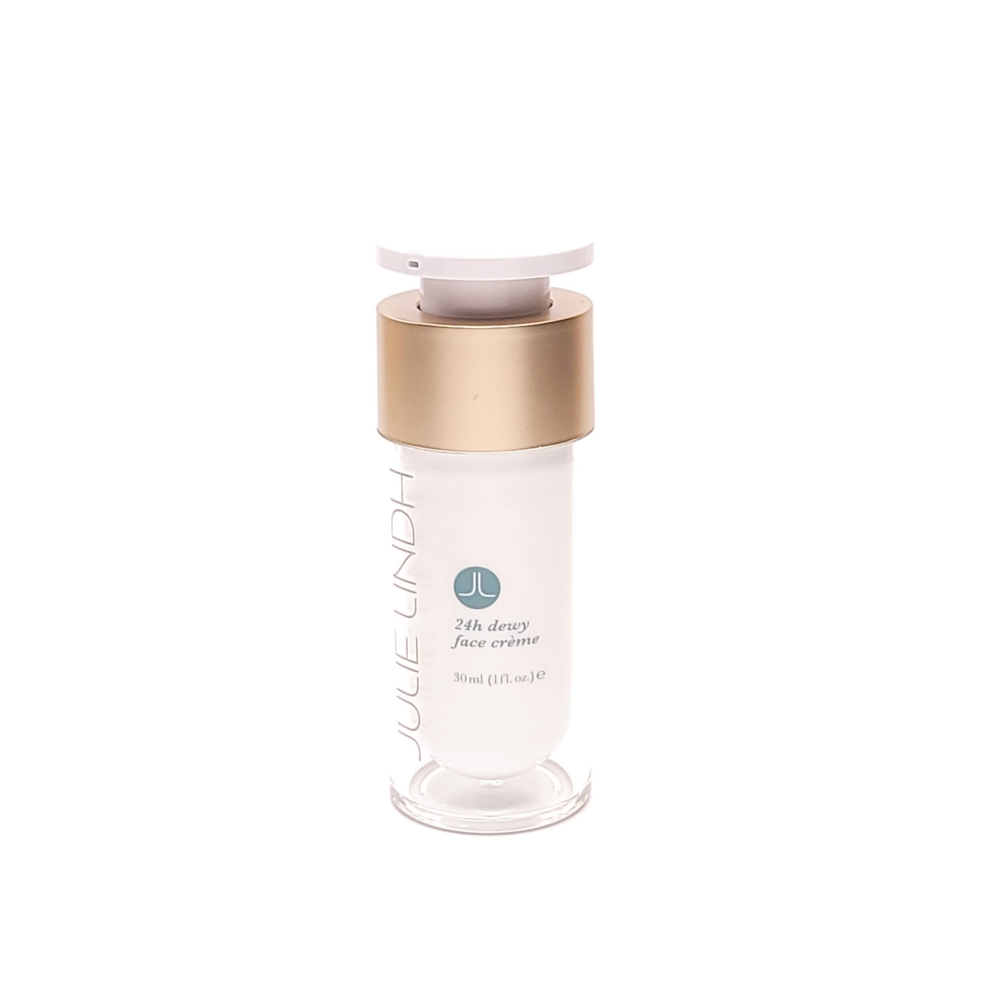 JULIE LINDH
JL
24h dewy
face crème
30 ml (1 fl. oz.) ℮